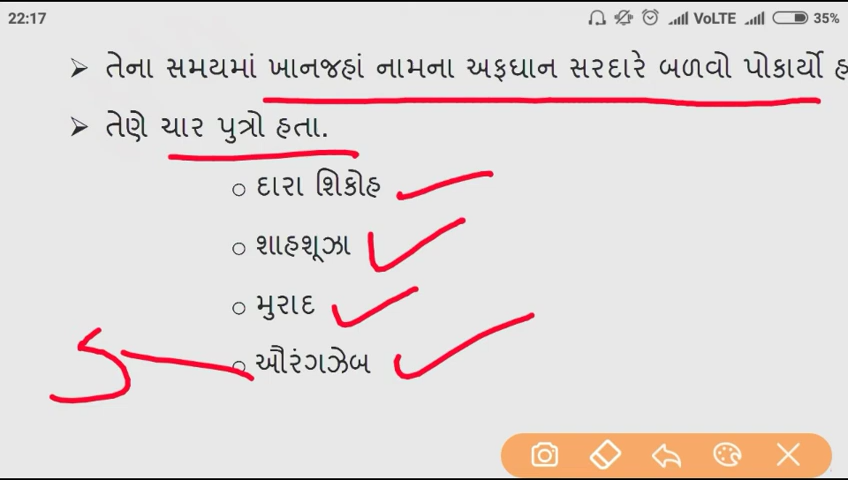 22:17 VoLTE 35%
➢ તેના સમયમાં ખાનજહાં નામના અફઘાન સરદારે બળવો પોકાર્યો હ
➢ તેણે ચાર પુત્રો હતા.
○ દારા શિકોહ
○ શાહશૂઝા
○ મુરાદ
○ ઔરંગઝેબ